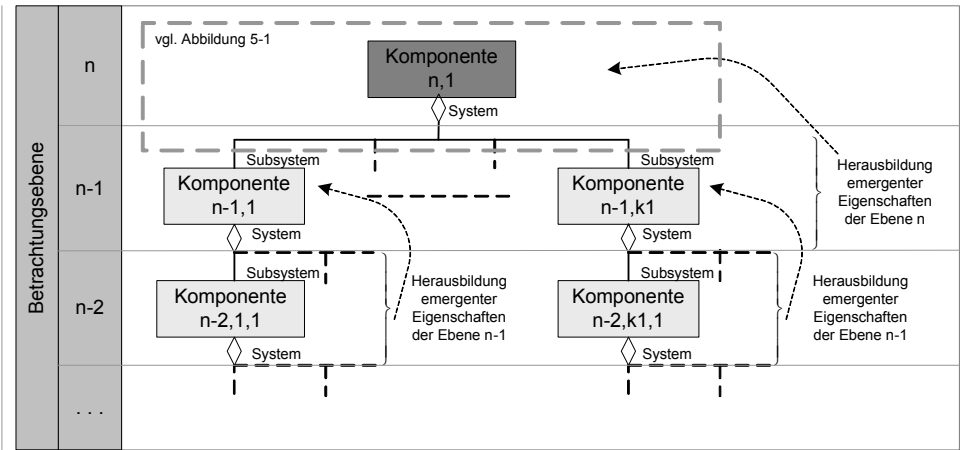 Betrachtungsebene
n
vgl. Abbildung 5-1
Komponente
n,1
System
n-1
Subsystem
Komponente
n-1,1
System
Subsystem
Komponente
n-1,k1
System
Herausbildung
emergenter
Eigenschaften
der Ebene n
n-2
Subsystem
Komponente
n-2,1,1
System
Herausbildung
emergenter
Eigenschaften
der Ebene n-1
Subsystem
Komponente
n-2,k1,1
System
Herausbildung
emergenter
Eigenschaften
der Ebene n-1
. . .